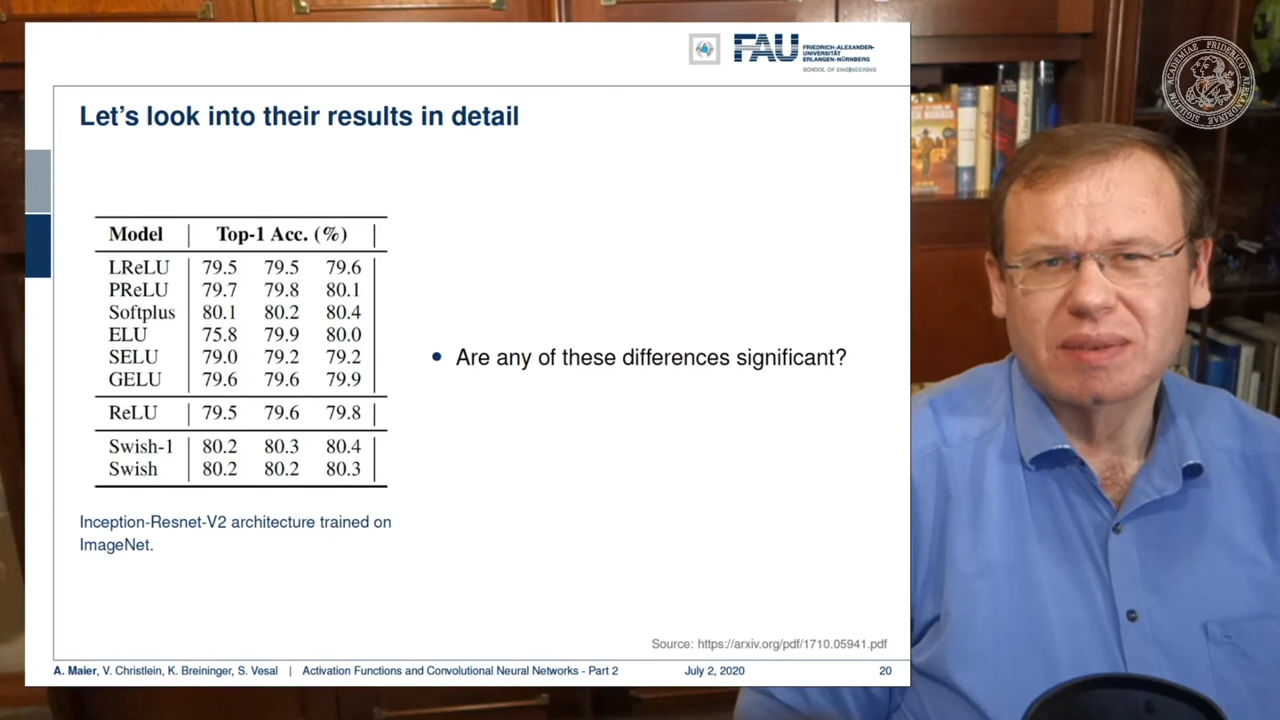 FAU
FRIEDRICH-ALEXANDER-
UNIVERSITÄT
ERLANGEN-NÜRNBERG
SCHOOL OF ENGINEERING
Let's look into their results in detail
Model Top-1 Acc. (%)
LReLU 79.5 79.5 79.6
PReLU 79.7 79.8 80.1
Softplus 80.1 80.2 80.4
ELU 75.8 79.9 80.0
SELU 79.0 79.2 79.2
GELU 79.6 79.6 79.9
ReLU 79.5 79.6 79.8
Swish-1 80.2 80.3 80.4
Swish 80.2 80.2 80.3
• Are any of these differences significant?
Inception-Resnet-V2 architecture trained on
ImageNet.
Source: https://arxiv.org/pdf/1710.05941.pdf
A. Maier, V. Christlein, K. Breininger, S. Vesal | Activation Functions and Convolutional Neural Networks - Part 2 July 2, 2020 20